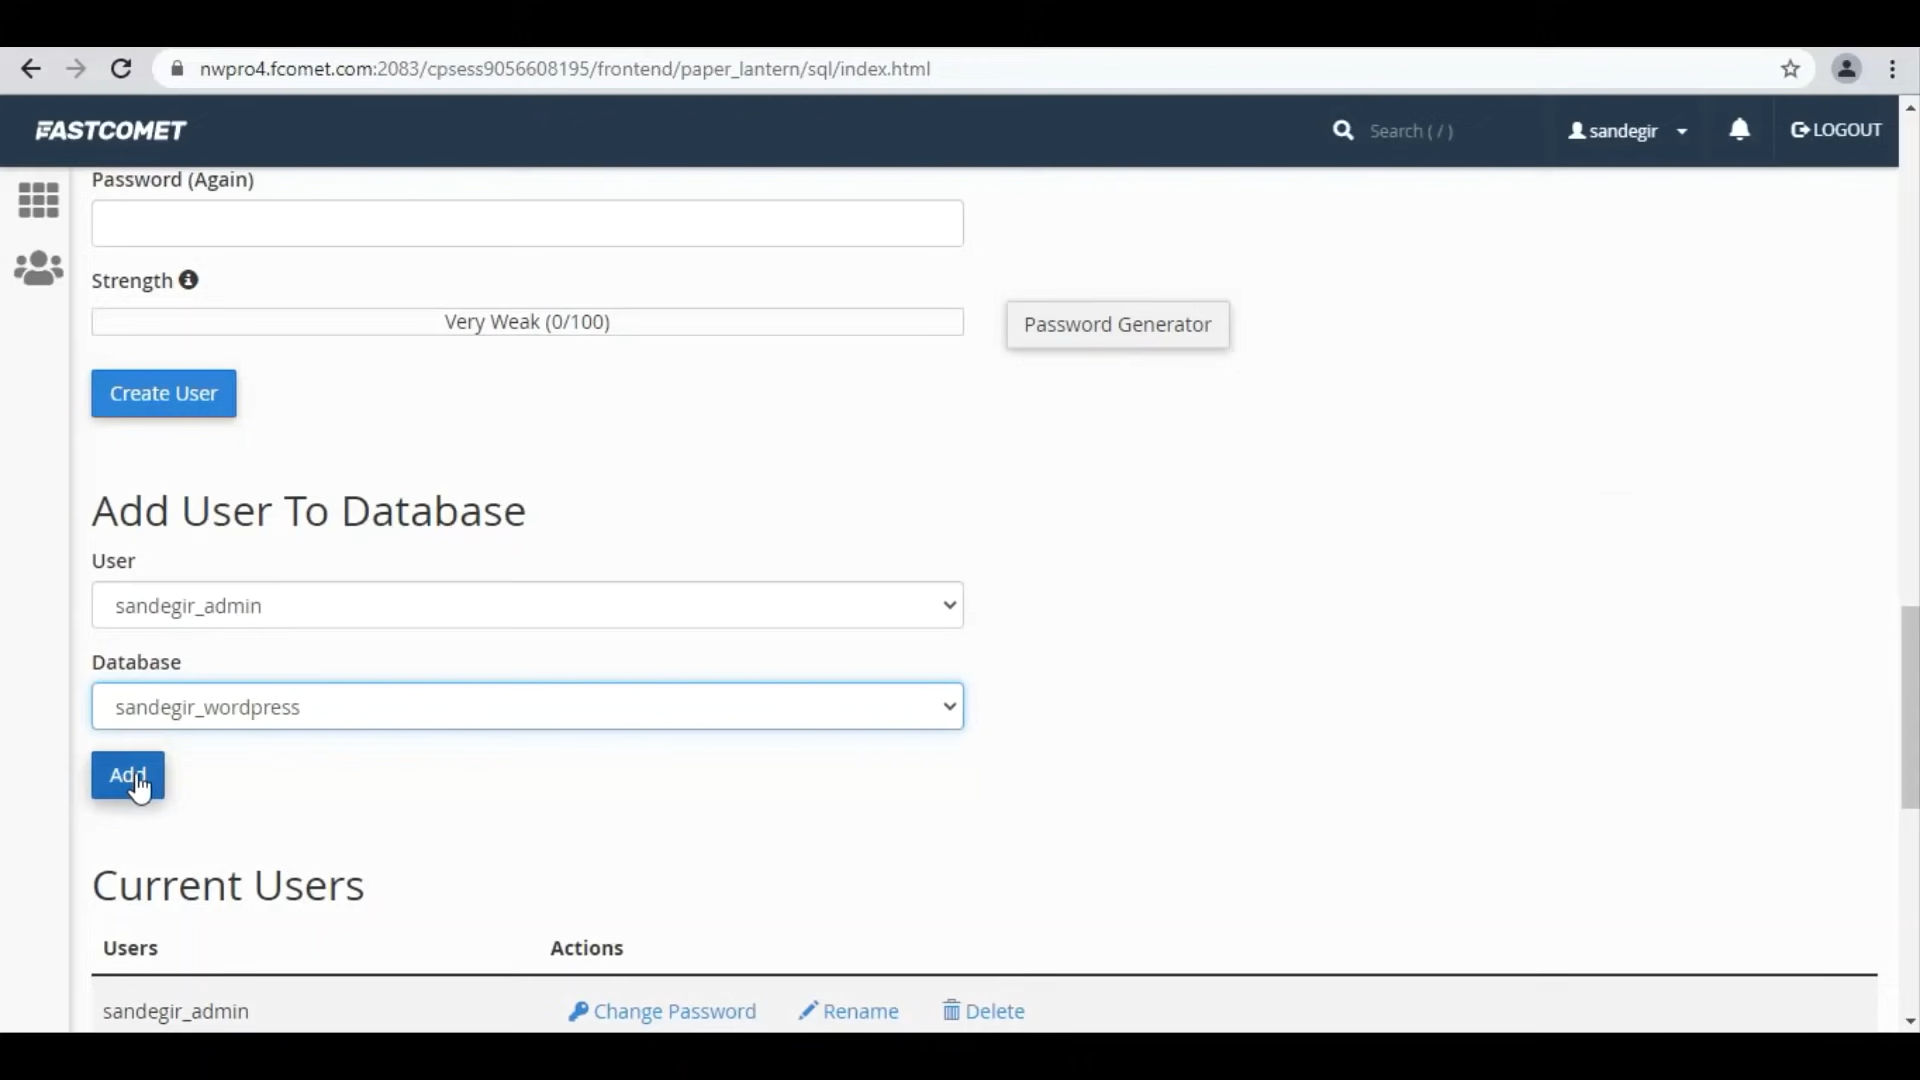 nwpro4.fcomet.com:2083/cpsess9056608195/frontend/paper_lantern/sql/index.html
FASTCOMET
Search ( / )
sandegir
LOGOUT
Password (Again)
Strength
Very Weak (0/100)
Password Generator
Create User
Add User To Database
User
sandegir_admin
Database
sandegir_wordpress
Add
Current Users
Users Actions
sandegir_admin Change Password Rename Delete